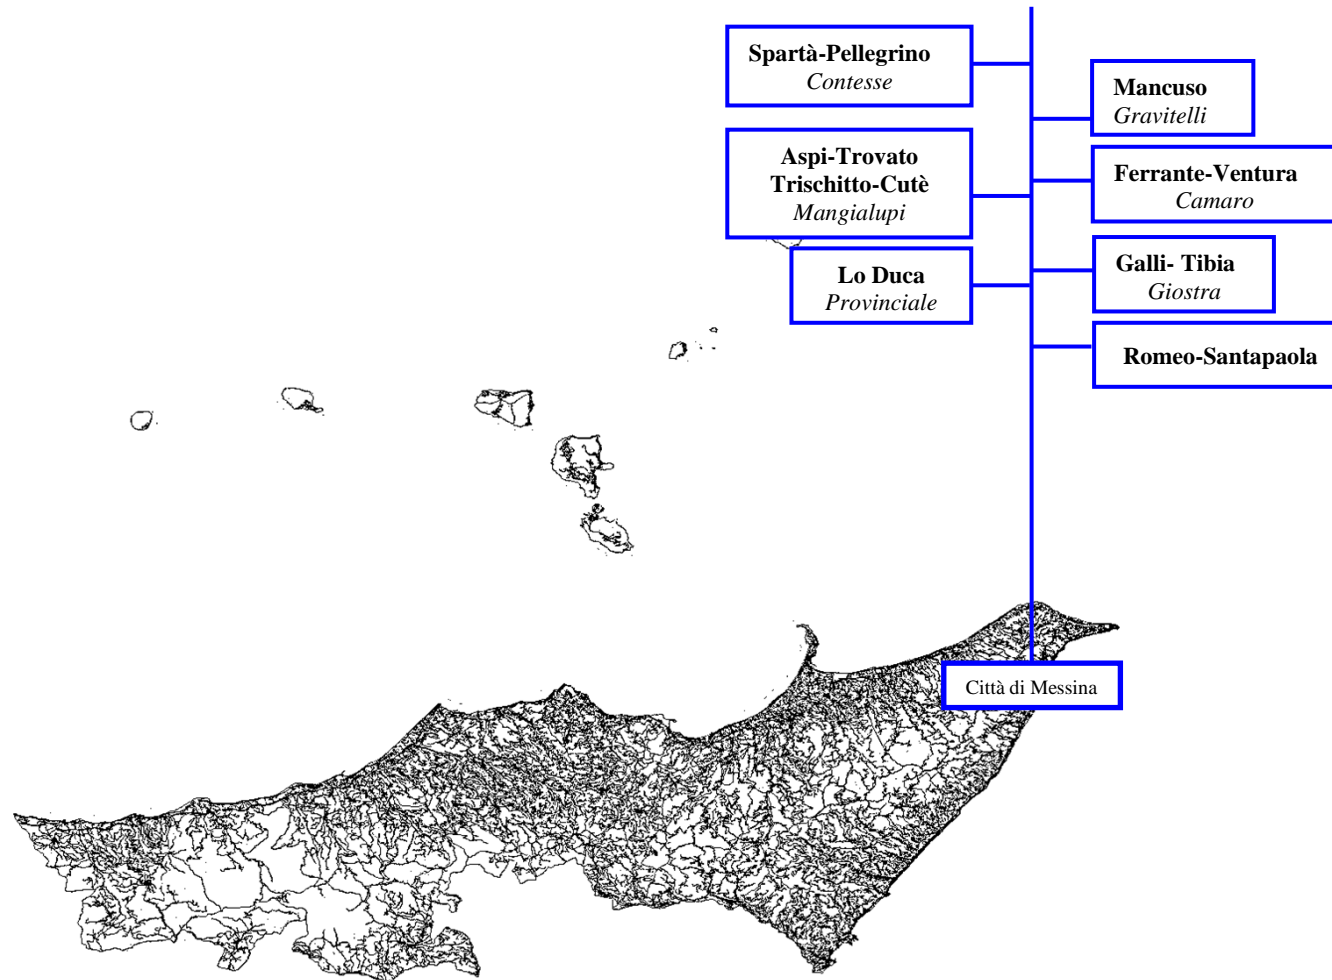 Spartà-Pellegrino
Contesse
Mancuso
Gravitelli
Aspi-Trovato
Trischitto-Cutè
Mangialupi
Ferrante-Ventura
Camaro
Lo Duca
Provinciale
Galli- Tibia
Giostra
Romeo-Santapaola
Città di Messina